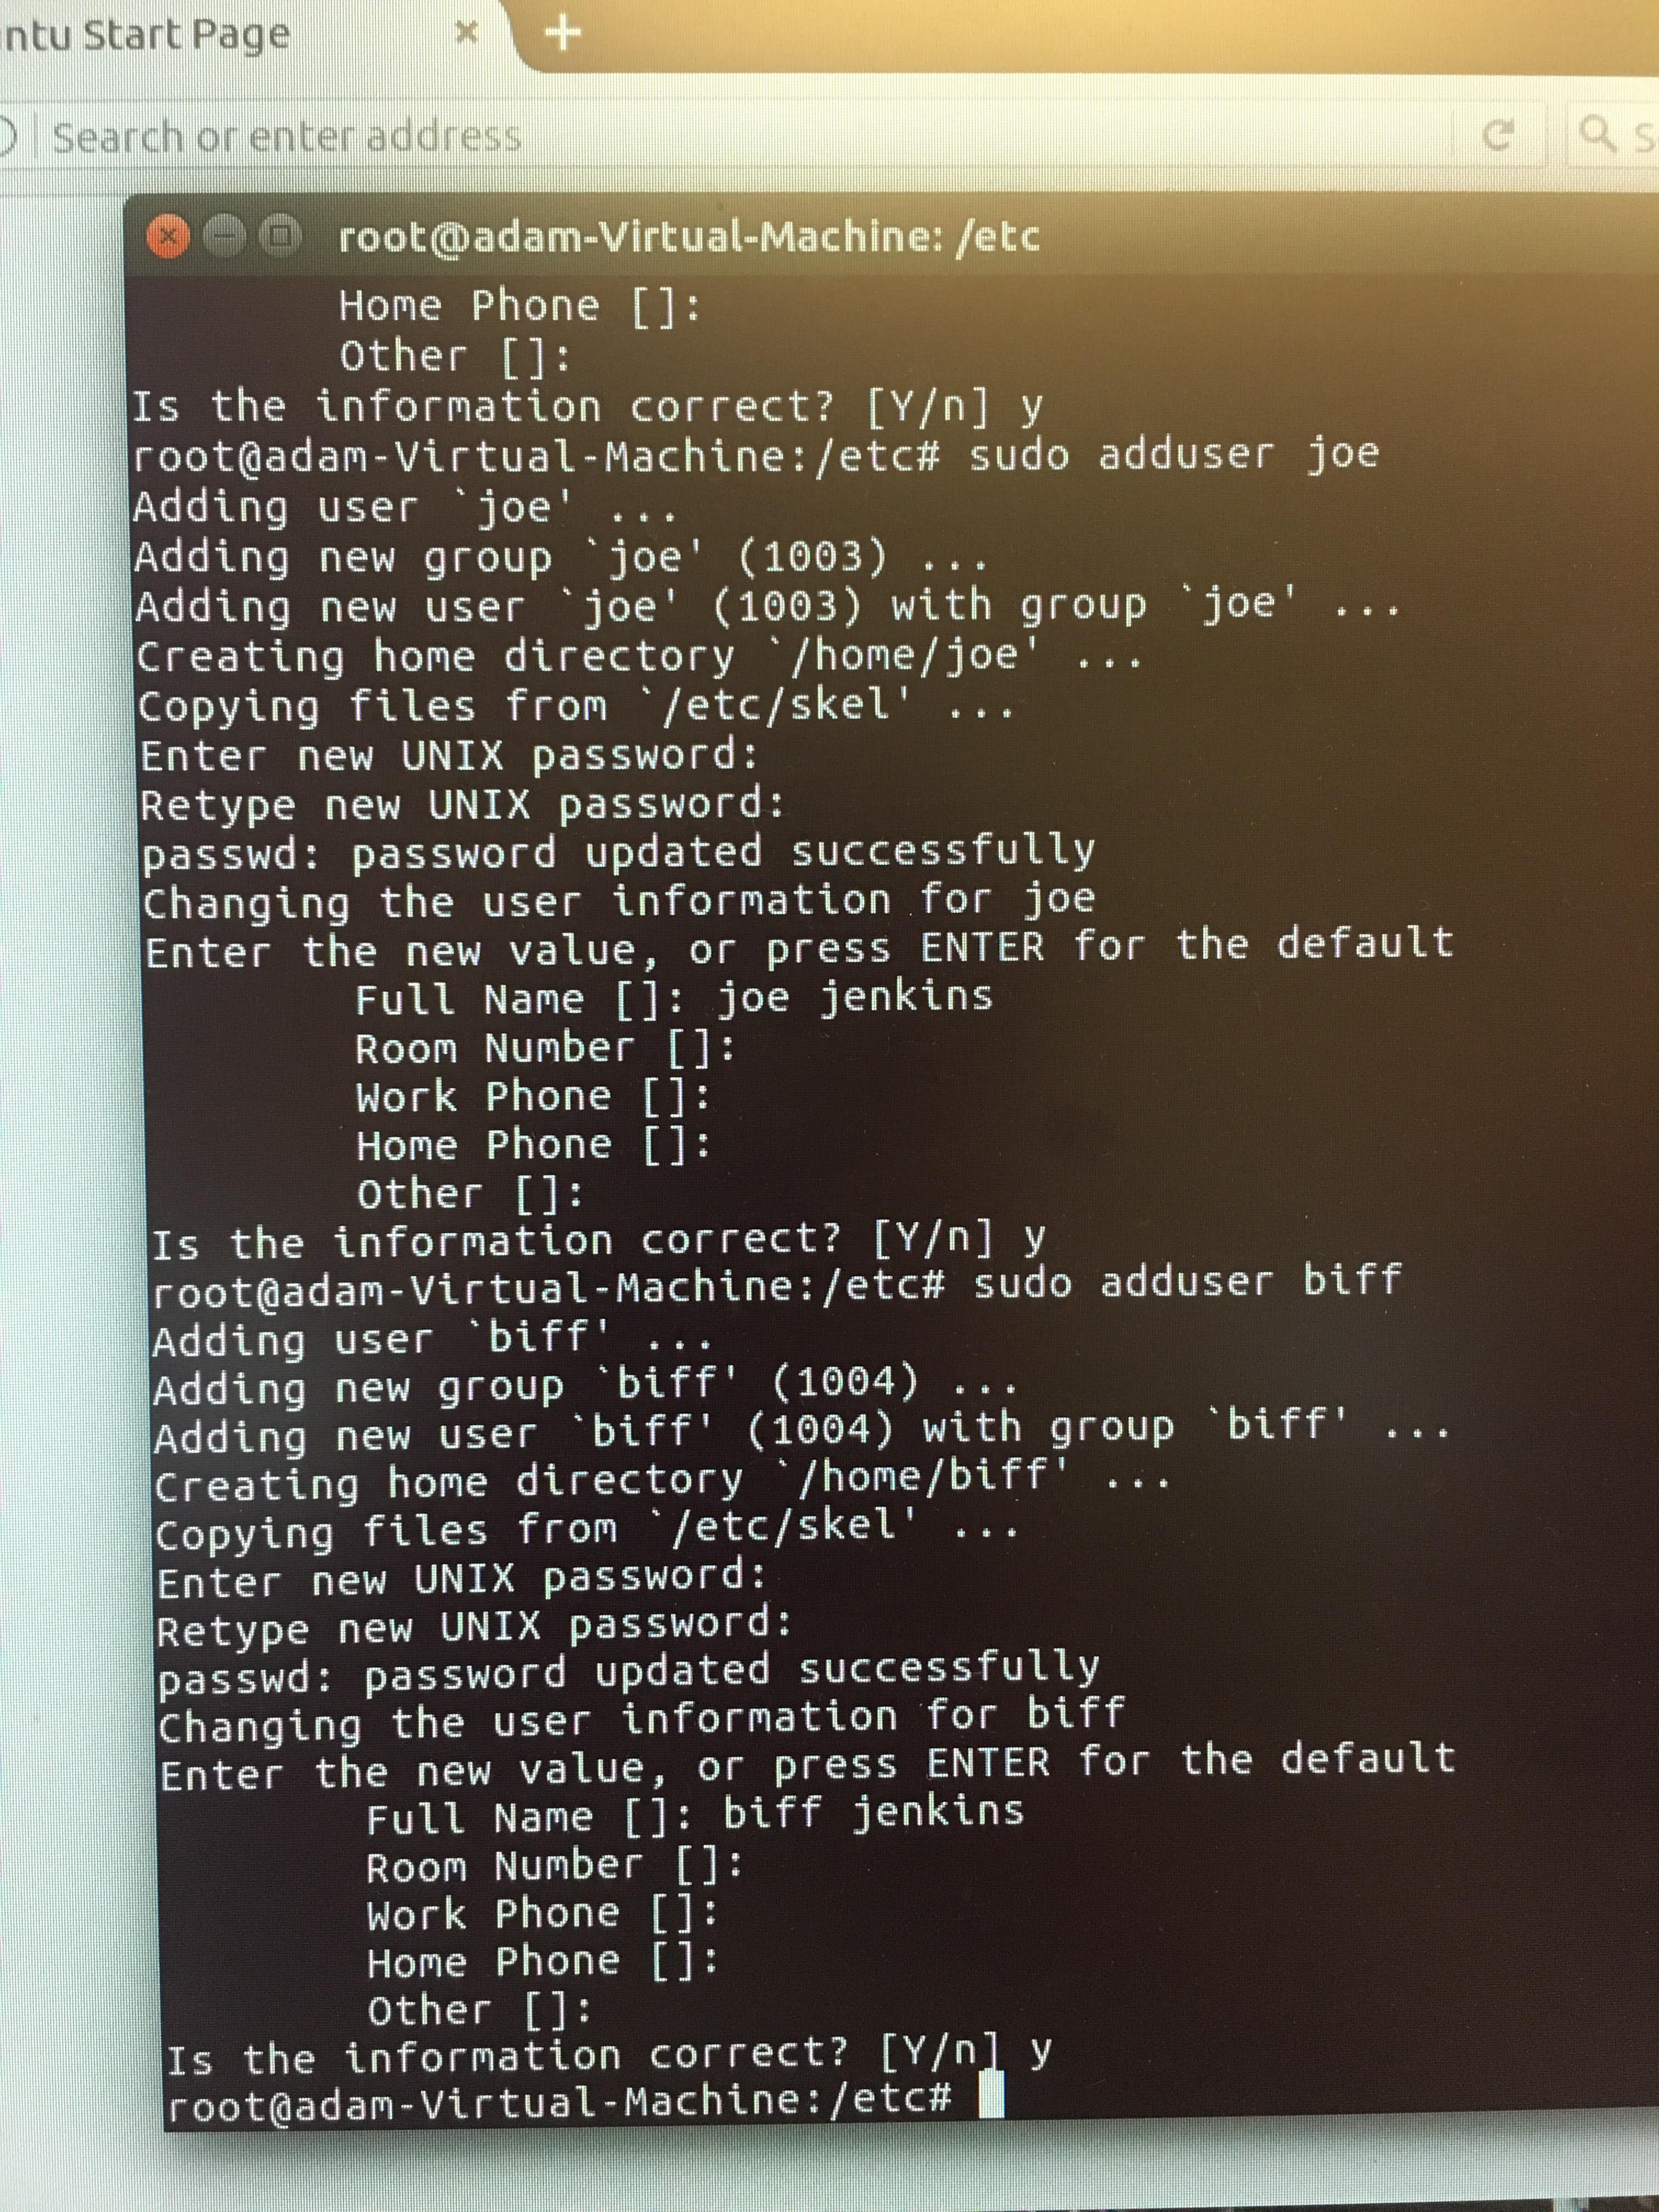 ntu Start Page
Search or enter address
root@adam-Virtual-Machine: /etc
Home Phone []:
Other []:
Is the information correct? [Y/n] y
root@adam-Virtual-Machine:/etc# sudo adduser joe
Adding user `joe' ...
Adding new group `joe' (1003) ...
Adding new user `joe' (1003) with group `joe' ...
Creating home directory `/home/joe' ...
Copying files from `/etc/skel' ...
Enter new UNIX password:
Retype new UNIX password:
passwd: password updated successfully
Changing the user information for joe
Enter the new value, or press ENTER for the default
Full Name []: joe jenkins
Room Number []:
Work Phone []:
Home Phone []:
Other []:
Is the information correct? [Y/n] y
root@adam-Virtual-Machine:/etc# sudo adduser biff
Adding user `biff' ...
Adding new group `biff' (1004) ...
Adding new user `biff' (1004) with group `biff' ...
Creating home directory `/home/biff' ...
Copying files from `/etc/skel' ...
Enter new UNIX password:
Retype new UNIX password:
passwd: password updated successfully
Changing the user information for biff
Enter the new value, or press ENTER for the default
Full Name []: biff jenkins
Room Number []:
Work Phone []:
Home Phone []:
Other []:
Is the information correct? [Y/n] y
root@adam-Virtual-Machine:/etc#